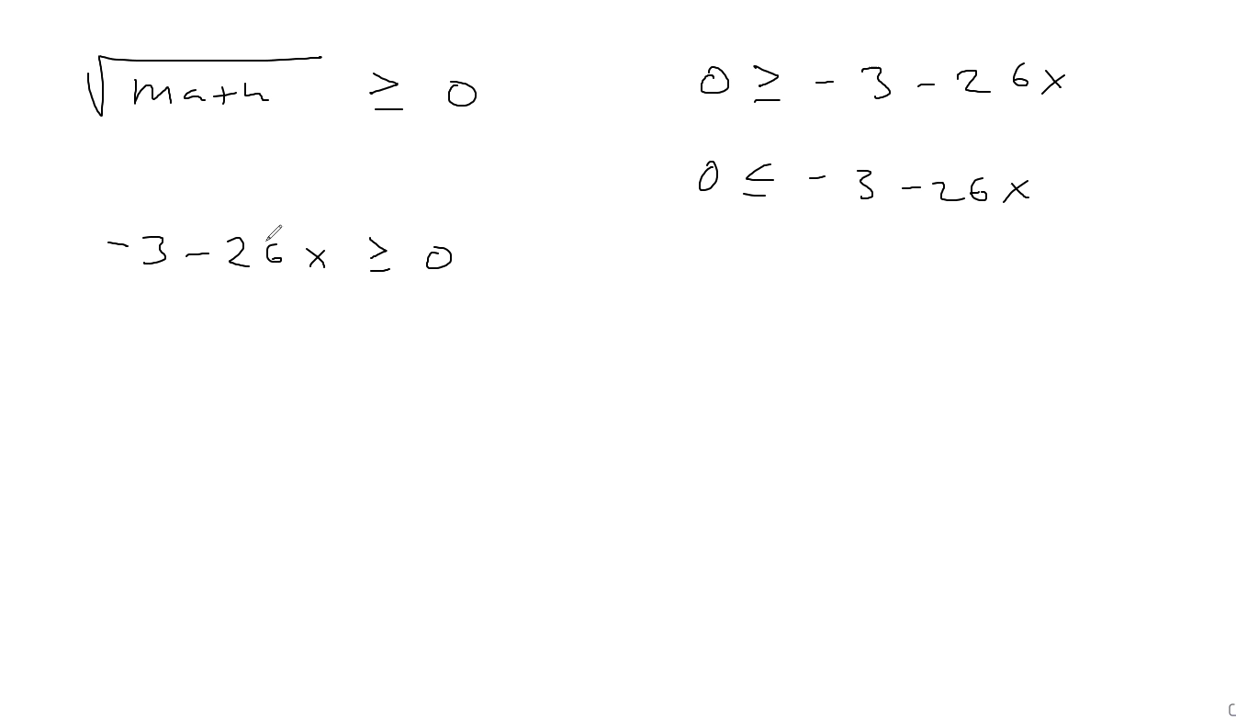 √math ≥ 0
-3-26x ≥ 0
0 ≥ -3-26x
0 ≤ -3-26x